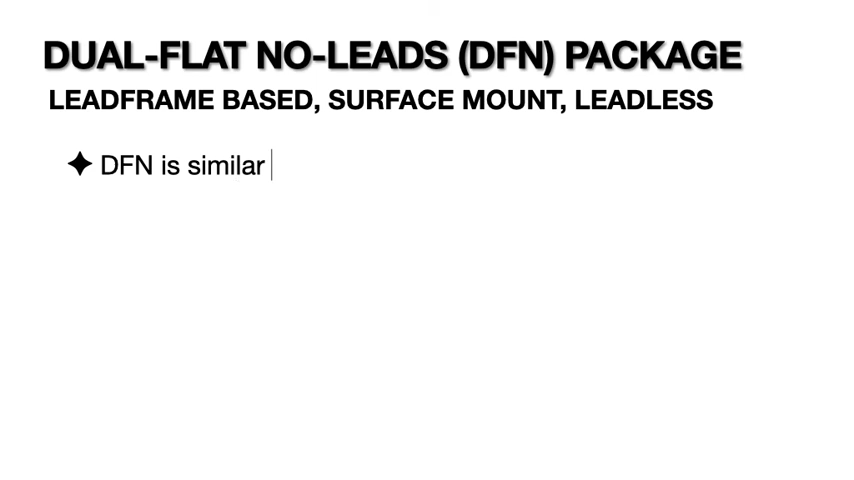 DUAL-FLAT NO-LEADS (DFN) PACKAGE
LEADFRAME BASED, SURFACE MOUNT, LEADLESS
✦ DFN is similar